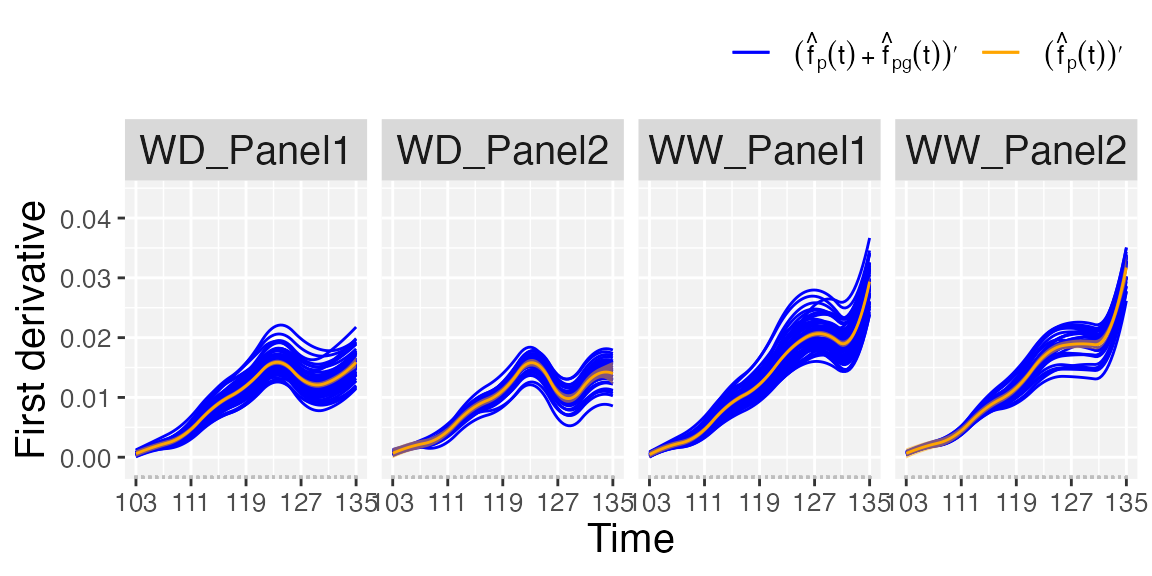 (f̂p(t) + f̂pg(t))′ (f̂p(t))′
WD_Panel1 WD_Panel2 WW_Panel1 WW_Panel2
First derivative
0.04
0.03
0.02
0.01
0.00
103 111 119 127 135 103 111 119 127 135 103 111 119 127 135 103 111 119 127 135
Time